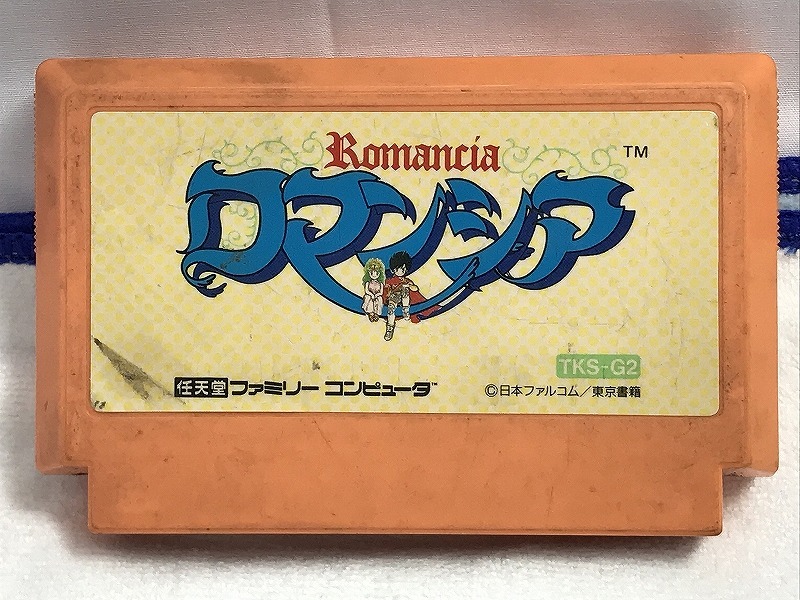 Romancia
ロマンシア ™
TKS-G2
任天堂 ファミリー コンピュータ™
©日本ファルコム／東京書籍